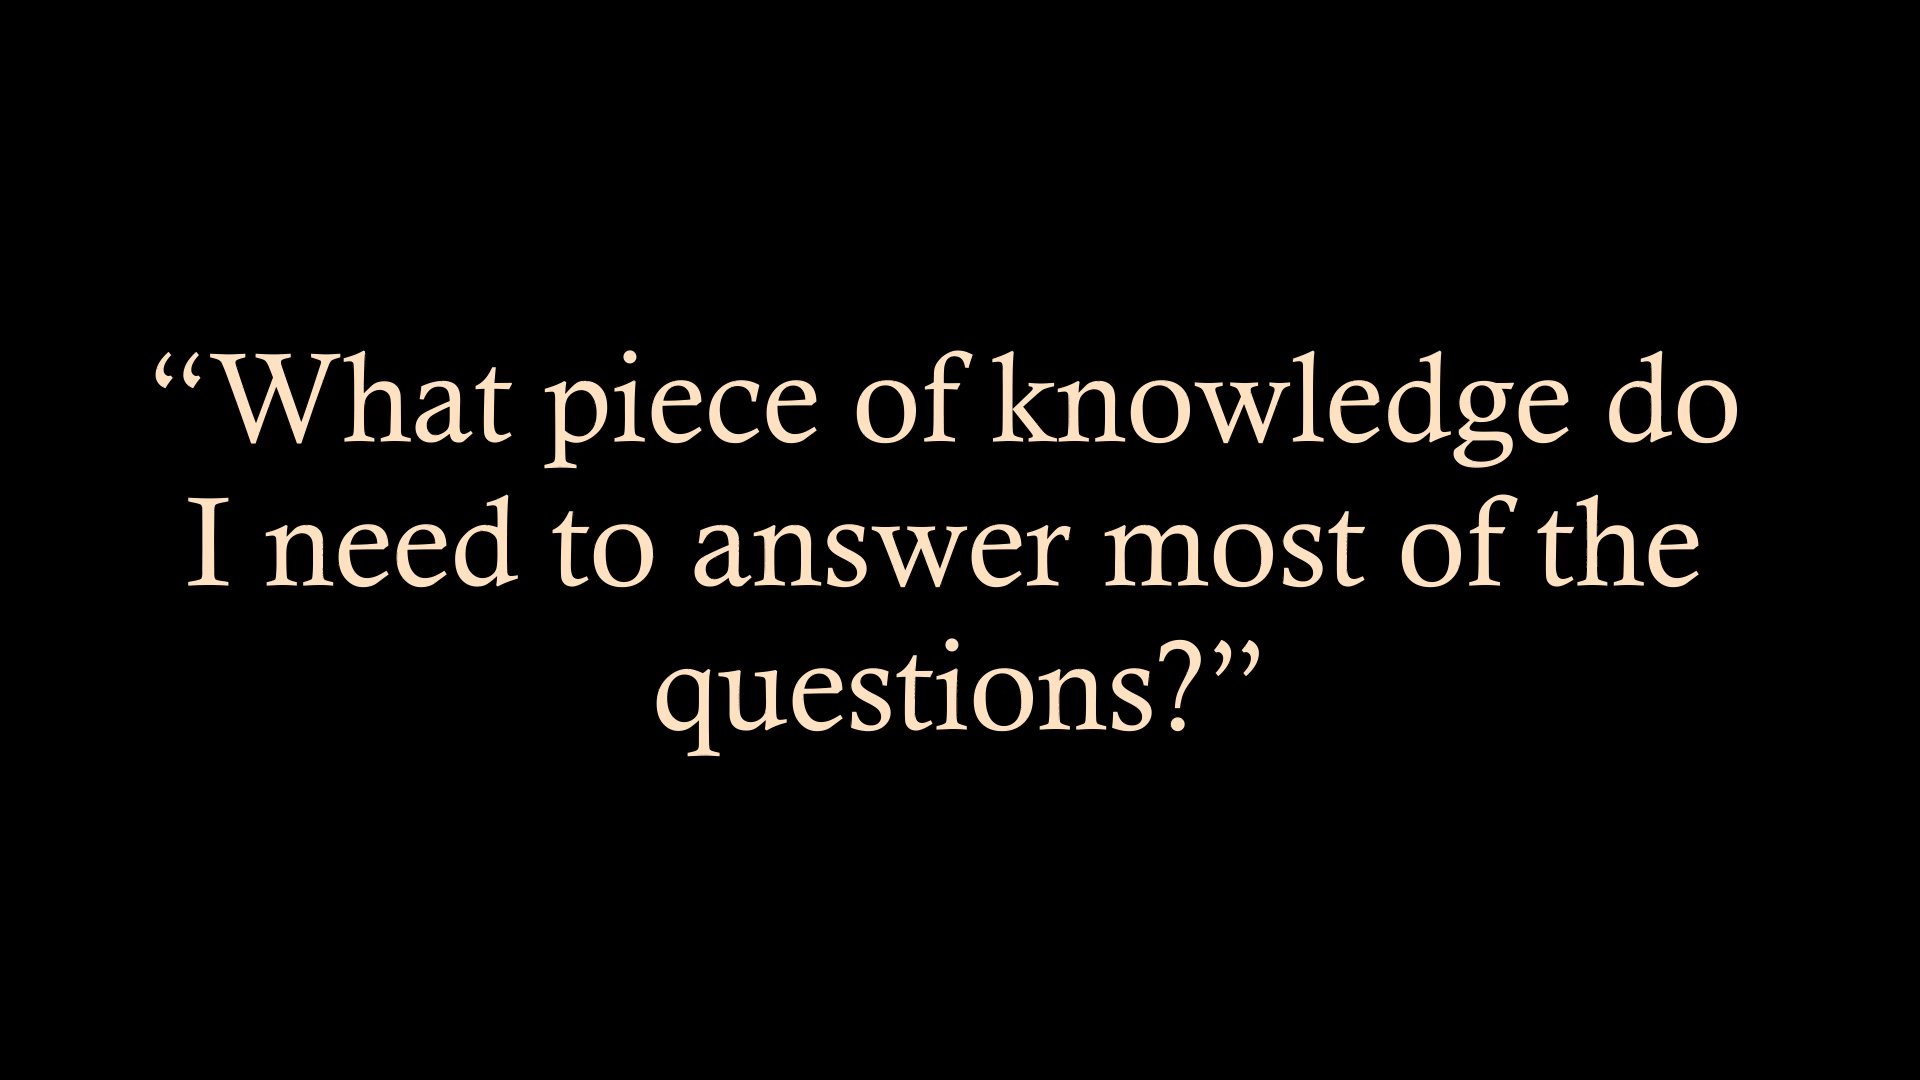 “What piece of knowledge do
I need to answer most of the
questions?”